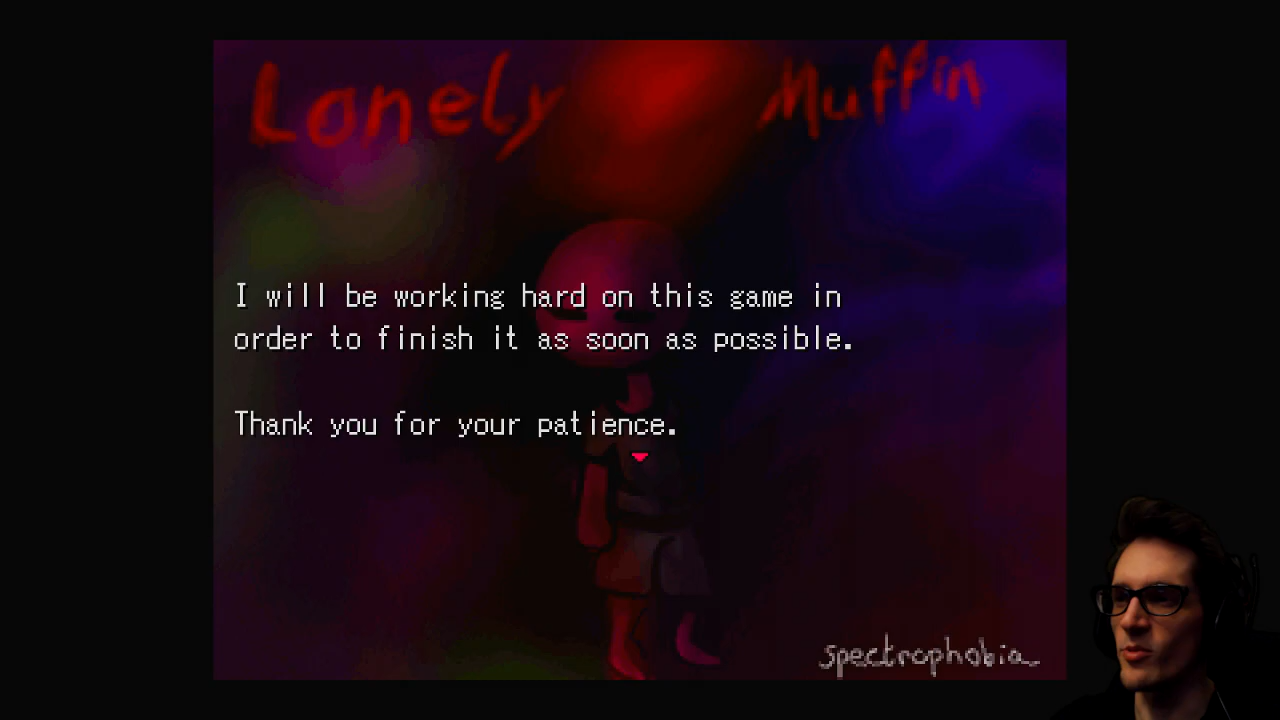 Lonely Muffin
I will be working hard on this game in
order to finish it as soon as possible.
Thank you for your patience.
spectrophobia_